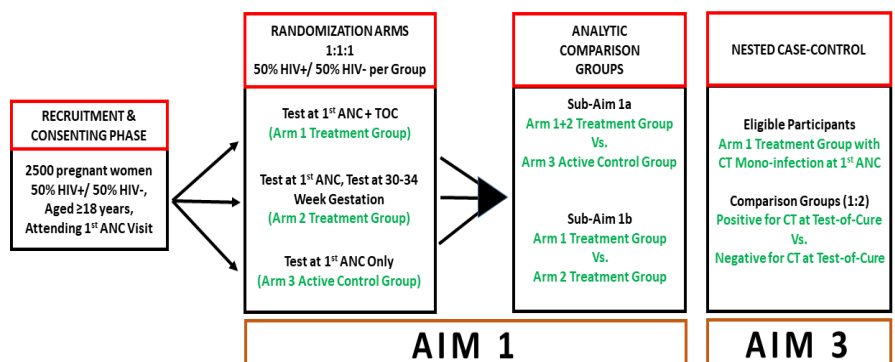 RECRUITMENT &
CONSENTING PHASE
2500 pregnant women
50% HIV+/ 50% HIV-,
Aged ≥18 years,
Attending 1st ANC Visit
RANDOMIZATION ARMS
1:1:1
50% HIV+/ 50% HIV- per Group
Test at 1st ANC + TOC
(Arm 1 Treatment Group)
Test at 1st ANC, Test at 30-34
Week Gestation
(Arm 2 Treatment Group)
Test at 1st ANC Only
(Arm 3 Active Control Group)
ANALYTIC
COMPARISON
GROUPS
Sub-Aim 1a
Arm 1+2 Treatment Group
Vs.
Arm 3 Active Control Group
Sub-Aim 1b
Arm 1 Treatment Group
Vs.
Arm 2 Treatment Group
NESTED CASE-CONTROL
Eligible Participants
Arm 1 Treatment Group with
CT Mono-infection at 1st ANC
Comparison Groups (1:2)
Positive for CT at Test-of-Cure
Vs.
Negative for CT at Test-of-Cure
AIM 1
AIM 3